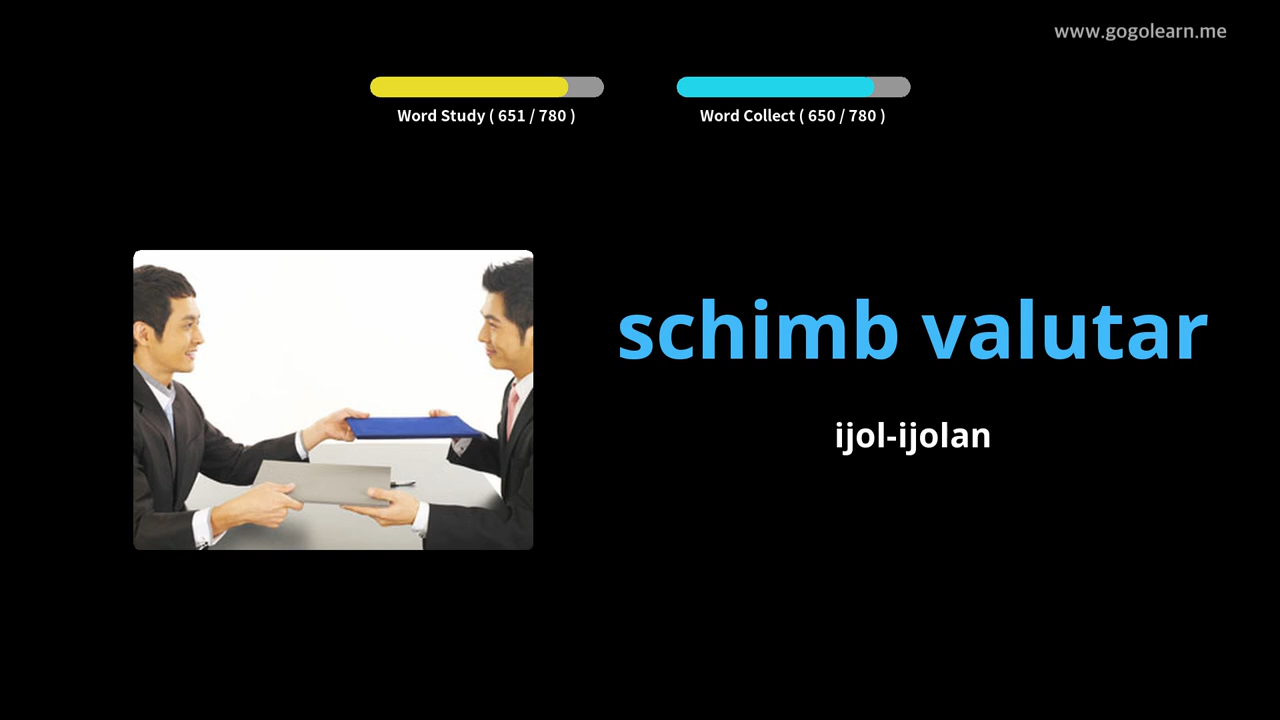 www.gogolearn.me
Word Study ( 651 / 780 )
Word Collect ( 650 / 780 )
schimb valutar
ijol-ijolan